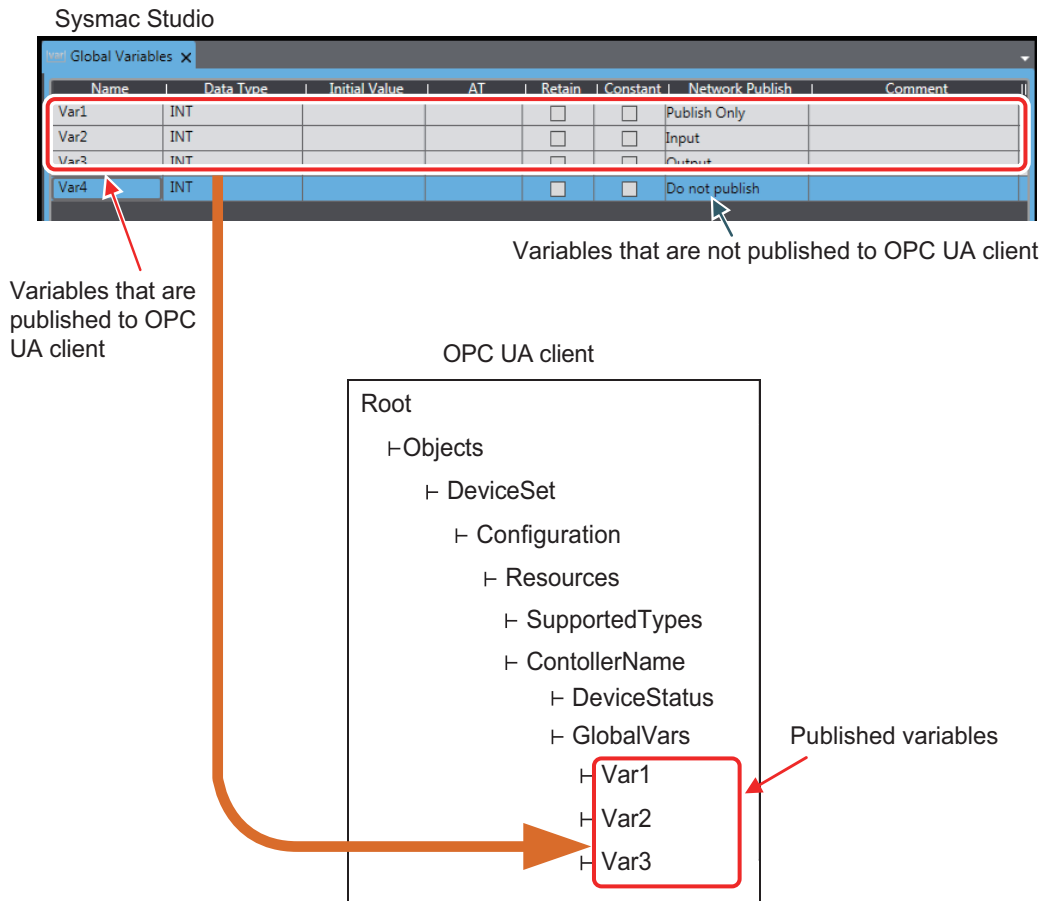 Sysmac Studio
Global Variables
Name Data Type Initial Value AT Retain Constant Network Publish Comment
Var1 INT Publish Only
Var2 INT Input
Var3 INT Output
Var4 INT Do not publish
Variables that are not published to OPC UA client
Variables that are
published to OPC
UA client
OPC UA client
Root
Objects
DeviceSet
Configuration
Resources
SupportedTypes
ContollerName
DeviceStatus
GlobalVars
Published variables
Var1
Var2
Var3